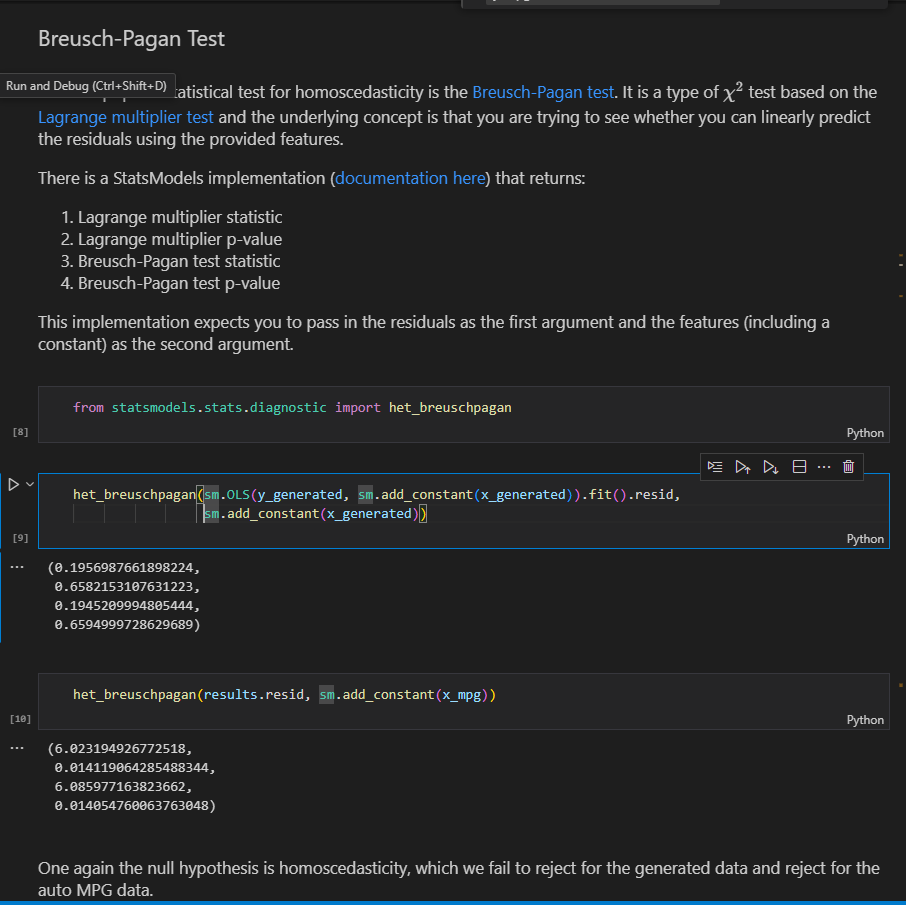 Breusch-Pagan Test
Run and Debug (Ctrl+Shift+D)
statistical test for homoscedasticity is the Breusch-Pagan test. It is a type of χ² test based on the
Lagrange multiplier test and the underlying concept is that you are trying to see whether you can linearly predict
the residuals using the provided features.
There is a StatsModels implementation (documentation here) that returns:
1. Lagrange multiplier statistic
2. Lagrange multiplier p-value
3. Breusch-Pagan test statistic
4. Breusch-Pagan test p-value
This implementation expects you to pass in the residuals as the first argument and the features (including a
constant) as the second argument.
from statsmodels.stats.diagnostic import het_breuschpagan
[8]
Python
het_breuschpagan(sm.OLS(y_generated, sm.add_constant(x_generated)).fit().resid,
sm.add_constant(x_generated))
[9]
Python
(0.1956987661898224,
0.6582153107631223,
0.1945209994805444,
0.6594999728629689)
het_breuschpagan(results.resid, sm.add_constant(x_mpg))
[10]
Python
(6.023194926772518,
0.014119064285488344,
6.085977163823662,
0.014054760063763048)
One again the null hypothesis is homoscedasticity, which we fail to reject for the generated data and reject for the
auto MPG data.